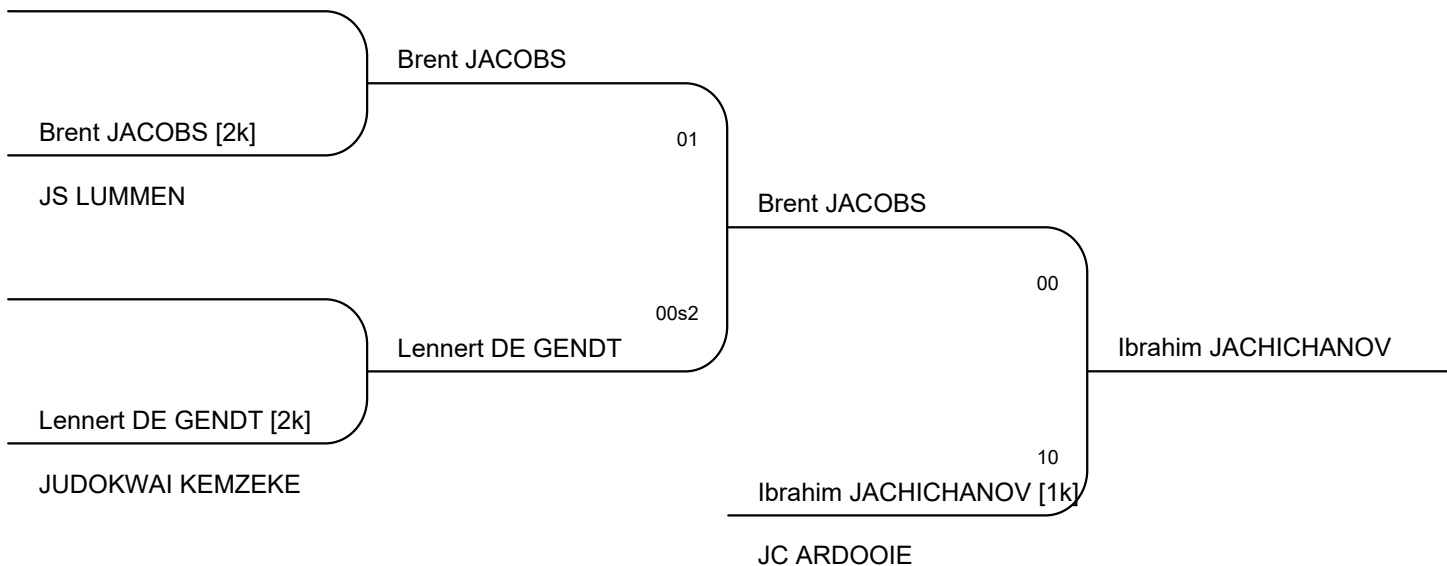 Brent JACOBS
Brent JACOBS [2k]
01
JS LUMMEN
Brent JACOBS
00
00s2
Lennert DE GENDT
Ibrahim JACHICHANOV
Lennert DE GENDT [2k]
10
JUDOKWAI KEMZEKE
Ibrahim JACHICHANOV [1k]
JC ARDOOIE